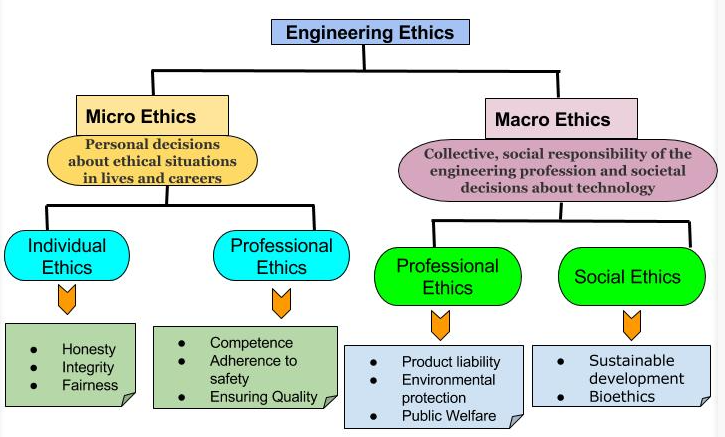 Engineering Ethics
Micro Ethics
Personal decisions
about ethical situations
in lives and careers
Macro Ethics
Collective, social responsibility of the
engineering profession and societal
decisions about technology
Individual
Ethics
Professional
Ethics
Professional
Ethics
Social Ethics
● Honesty
● Integrity
● Fairness
● Competence
● Adherence to
safety
● Ensuring Quality
● Product liability
● Environmental
protection
● Public Welfare
● Sustainable
development
● Bioethics